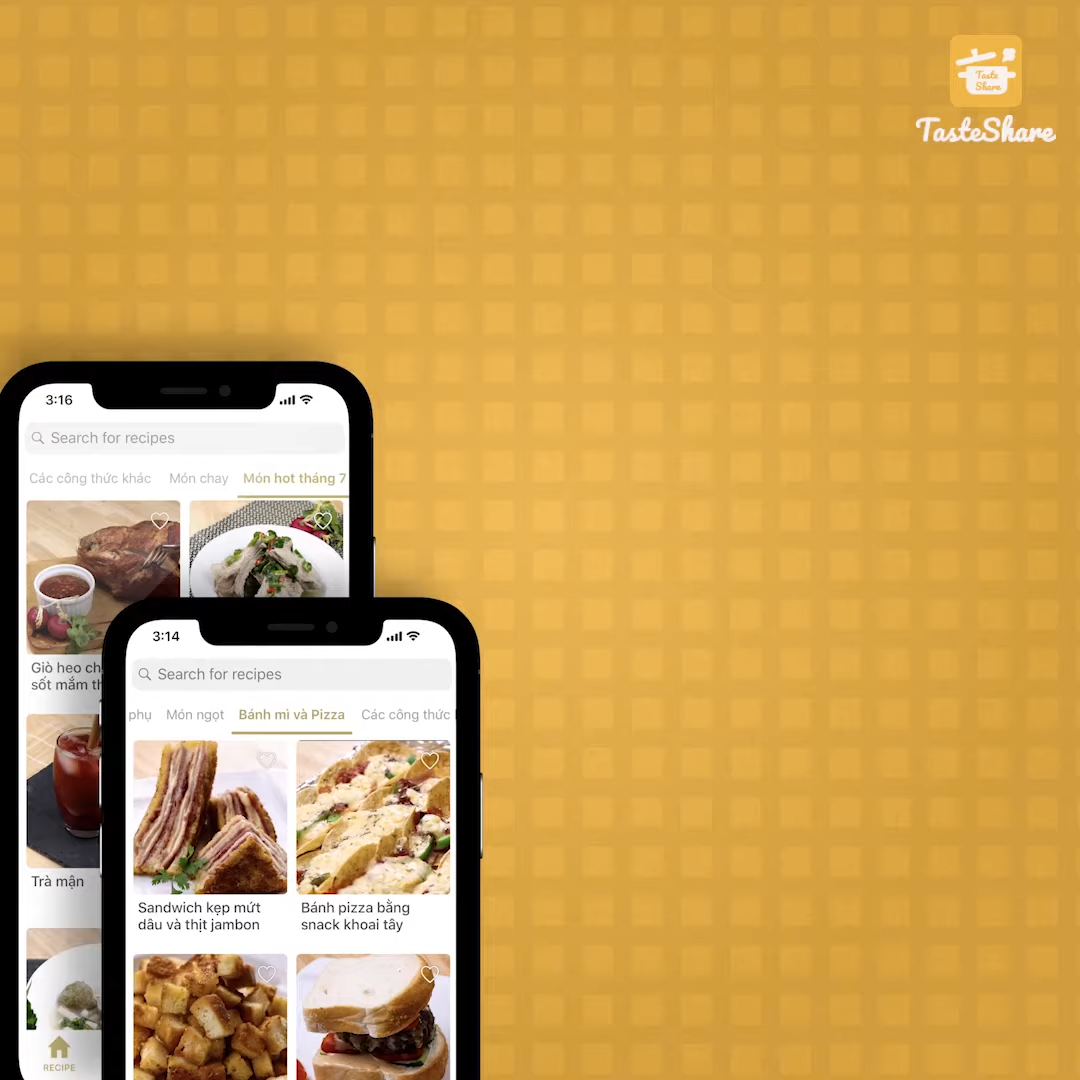 Taste
Share
TasteShare
3:16
Search for recipes
Các công thức khác Món chay Món hot tháng 7
Giò heo ch
sốt mắm th
Trà mận
RECIPE
3:14
Search for recipes
phụ Món ngọt Bánh mì và Pizza Các công thức
Sandwich kẹp mứt
dâu và thịt jambon
Bánh pizza bằng
snack khoai tây